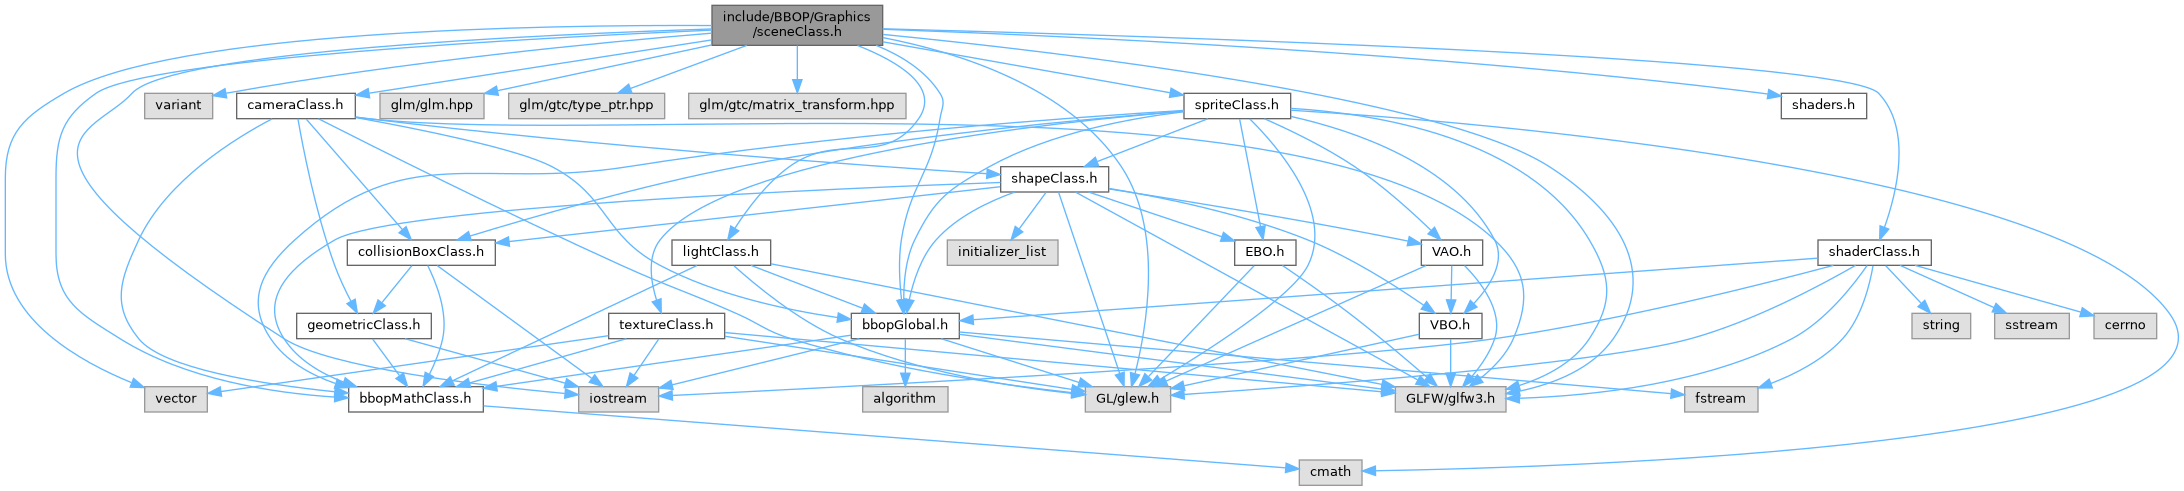 include/BBOP/Graphics
/sceneClass.h
variant
cameraClass.h
glm/glm.hpp
glm/gtc/type_ptr.hpp
glm/gtc/matrix_transform.hpp
spriteClass.h
shaders.h
shapeClass.h
collisionBoxClass.h
lightClass.h
initializer_list
EBO.h
VAO.h
shaderClass.h
geometricClass.h
textureClass.h
bbopGlobal.h
VBO.h
string
sstream
cerrno
vector
bbopMathClass.h
iostream
algorithm
GL/glew.h
GLFW/glfw3.h
fstream
cmath